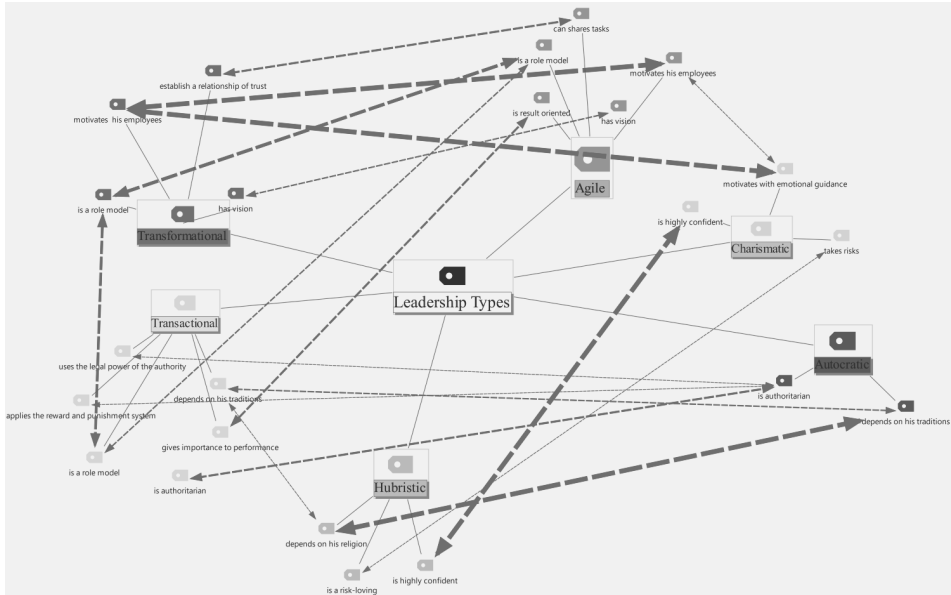 can shares tasks
Is a role model
establish a relationship of trust
motivates his employees
is result oriented
motivates  his employees
has vision
Agile
motivates with emotional guidance
is a role model
has vision
is highly confident
Transformational
Charismatic
takes risks
Leadership Types
Transactional
Autocratic
uses the legal power of the authority
depends on his traditions
is authoritarian
applies the reward and punishment system
depends on his traditions
gives importance to performance
is a role model
is authoritarian
Hubristic
depends on his religion
is highly confident
is a risk-loving